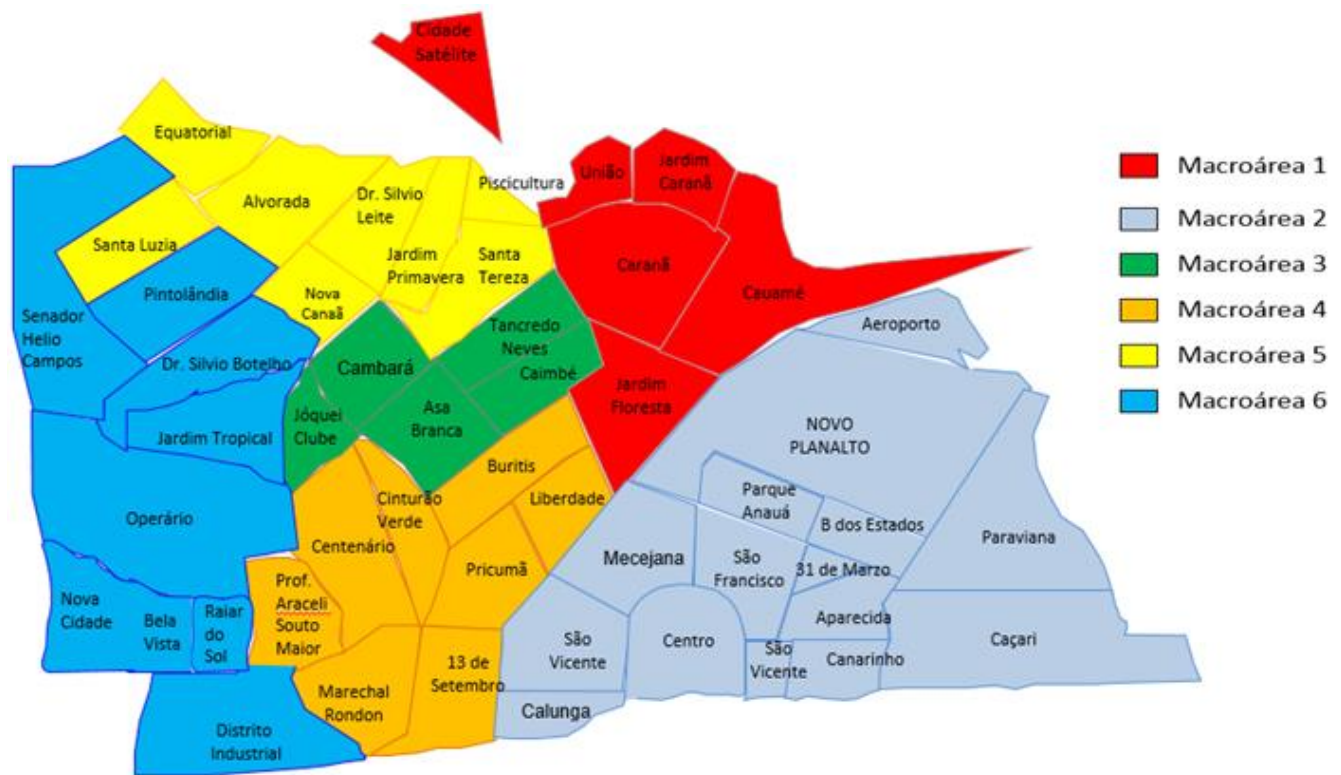 Cidade
Satélite
Equatorial
Alvorada
Dr. Silvio
Leite
Piscicultura
União
Jardim
Caranã
Santa Luzia
Jardim
Primavera
Santa
Tereza
Caranã
Cauamé
Pintolândia
Nova
Canaã
Senador
Helio
Campos
Tancredo
Neves
Caimbé
Aeroporto
Dr. Silvio Botelho
Cambará
Jardim
Floresta
Jóquei
Clube
Asa
Branca
Jardim Tropical
NOVO
PLANALTO
Buritis
Liberdade
Cinturão
Verde
Parque
Anauá
B dos Estados
Operário
Centenário
Paraviana
Mecejana
São
Francisco
31 de Marzo
Pricumã
Prof.
Araceli
Souto
Maior
Nova
Cidade
Bela
Vista
Raiar
do
Sol
São
Vicente
Centro
Aparecida
Caçari
São
Vicente
Canarinho
13 de
Setembro
Marechal
Rondon
Calunga
Distrito
Industrial
Macroárea 1
Macroárea 2
Macroárea 3
Macroárea 4
Macroárea 5
Macroárea 6